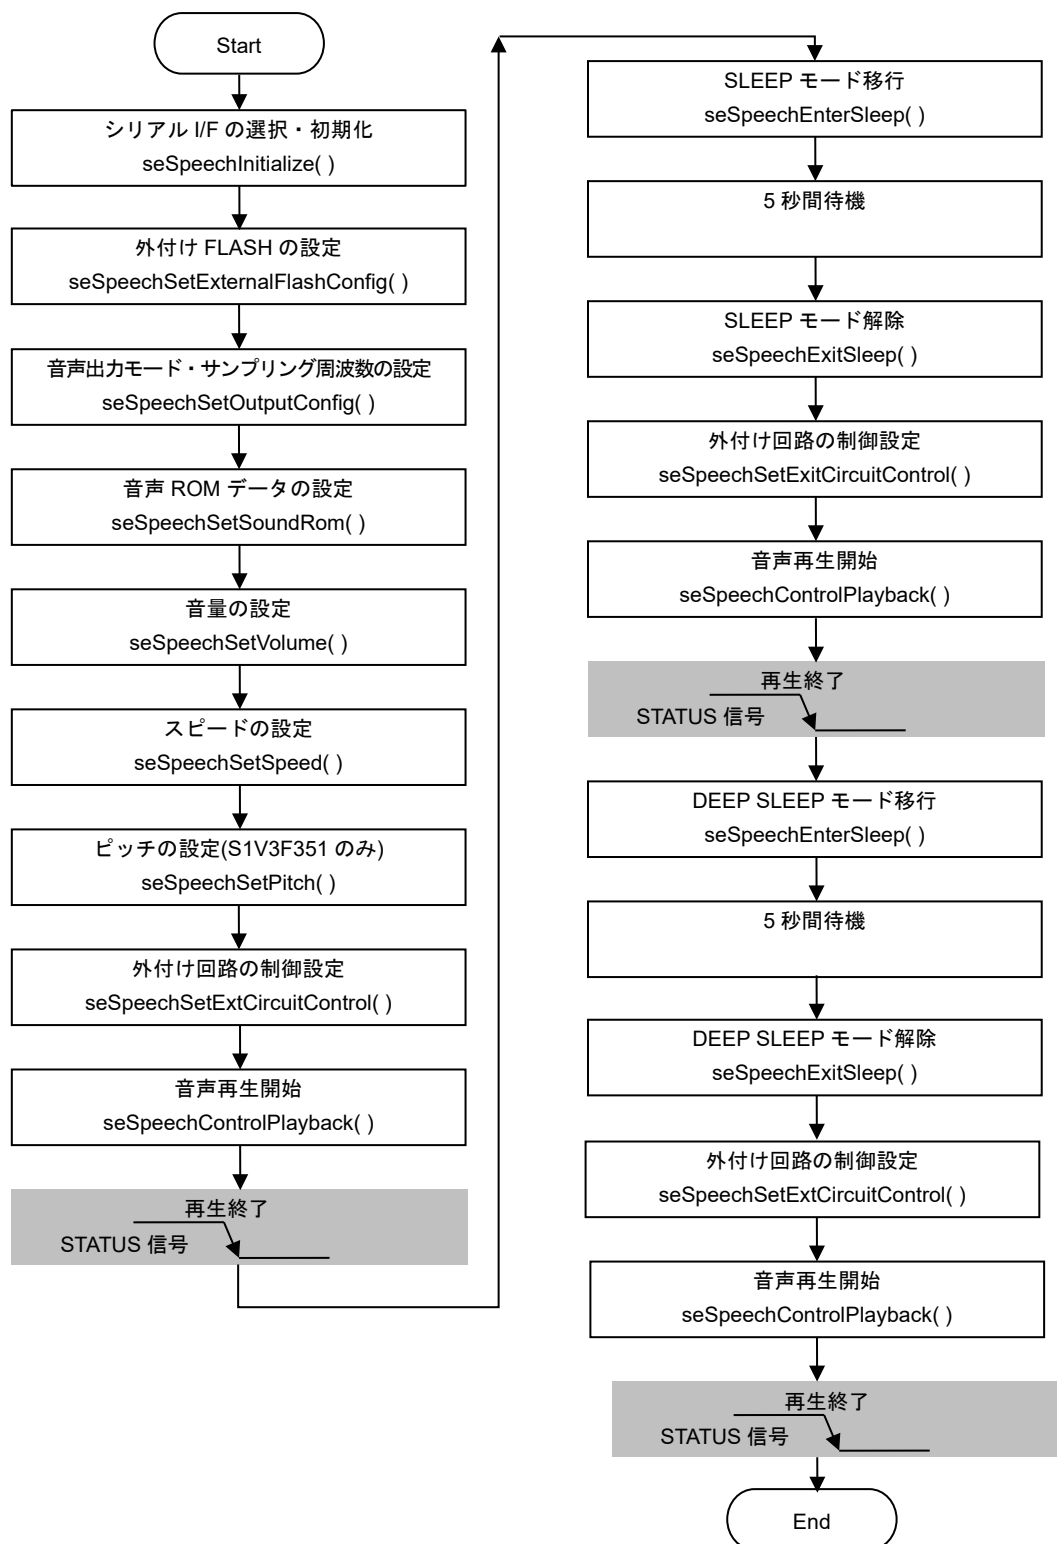 Start
シリアル I/F の選択・初期化
seSpeechInitialize( )
外付け FLASH の設定
seSpeechSetExternalFlashConfig( )
音声出力モード・サンプリング周波数の設定
seSpeechSetOutputConfig( )
音声 ROM データの設定
seSpeechSetSoundRom( )
音量の設定
seSpeechSetVolume( )
スピードの設定
seSpeechSetSpeed( )
ピッチの設定(S1V3F351 のみ)
seSpeechSetPitch( )
外付け回路の制御設定
seSpeechSetExtCircuitControl( )
音声再生開始
seSpeechControlPlayback( )
再生終了
STATUS 信号
SLEEP モード移行
seSpeechEnterSleep( )
5 秒間待機
SLEEP モード解除
seSpeechExitSleep( )
外付け回路の制御設定
seSpeechSetExitCircuitControl( )
音声再生開始
seSpeechControlPlayback( )
再生終了
STATUS 信号
DEEP SLEEP モード移行
seSpeechEnterSleep( )
5 秒間待機
DEEP SLEEP モード解除
seSpeechExitSleep( )
外付け回路の制御設定
seSpeechSetExtCircuitControl( )
音声再生開始
seSpeechControlPlayback( )
再生終了
STATUS 信号
End